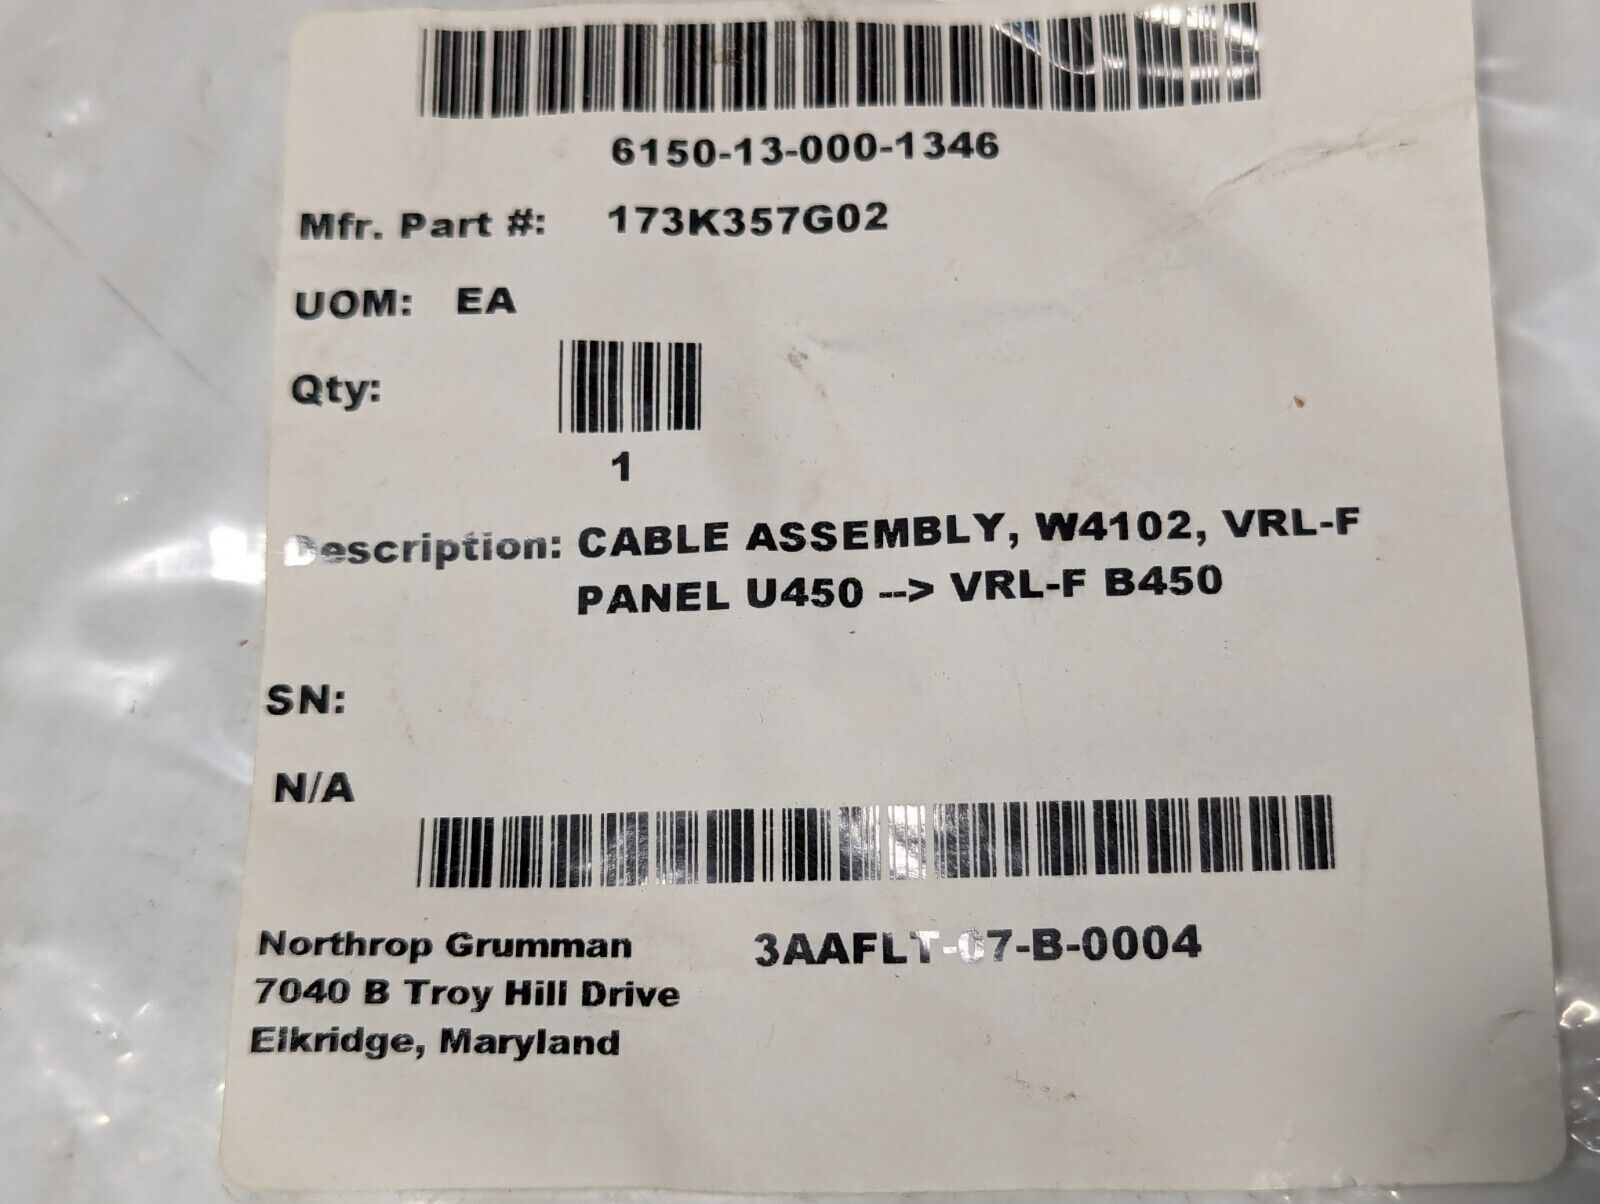 6150-13-000-1346
Mfr. Part #: 173K357G02
UOM: EA
Qty:
1
Description: CABLE ASSEMBLY, W4102, VRL-F
PANEL U450 --> VRL-F B450
SN:
N/A
Northrop Grumman 3AAFLT-07-B-0004
7040 B Troy Hill Drive
Elkridge, Maryland